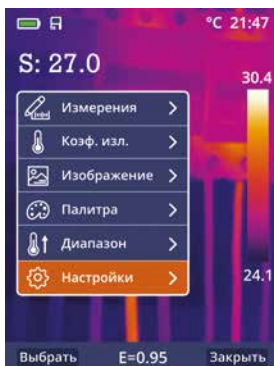 °C 21:47
S: 27.0
30.4
Измерения
Коэф. изл.
Изображение
Палитра
Диапазон
Настройки
24.1
Выбрать E=0.95 Закрыть